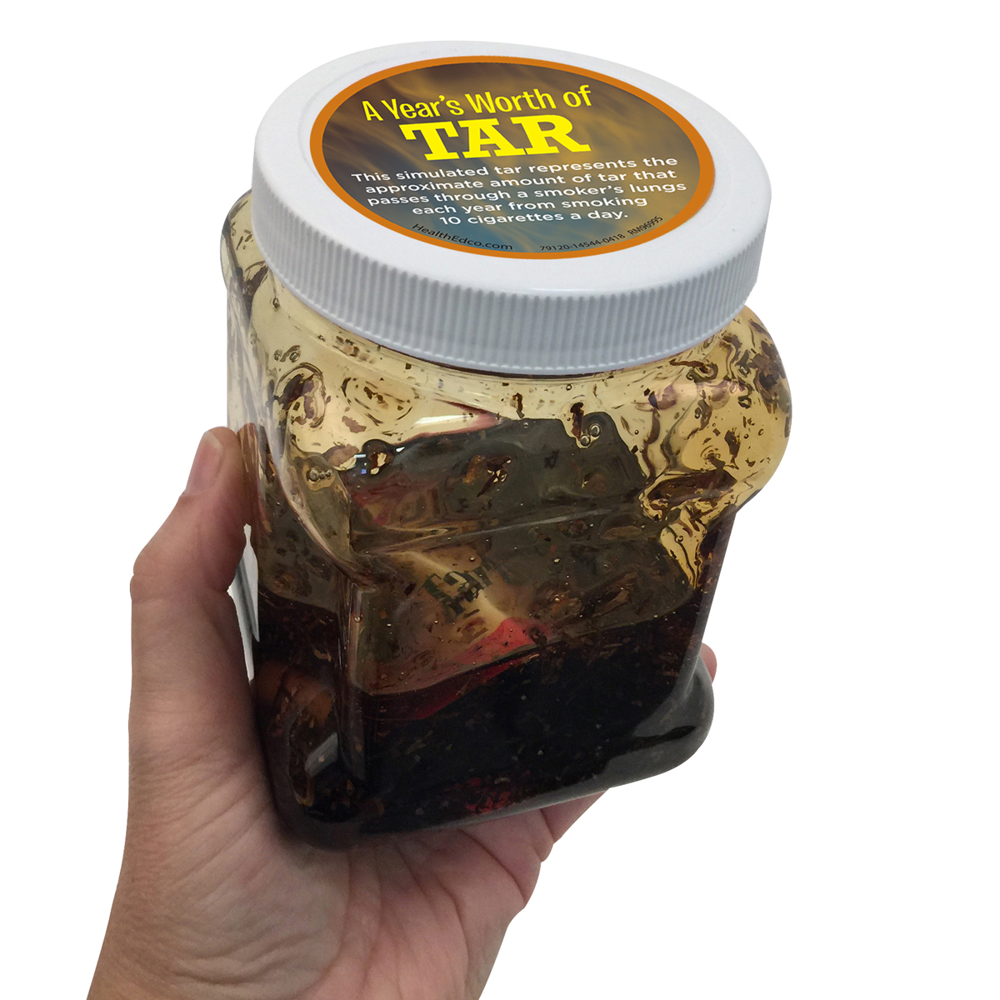 A Year's Worth of
TAR
This simulated tar represents the
approximate amount of tar that
passes through a smoker's lungs
each year from smoking
10 cigarettes a day.
HealthEdco.com
79120-14544-0418 RM96995